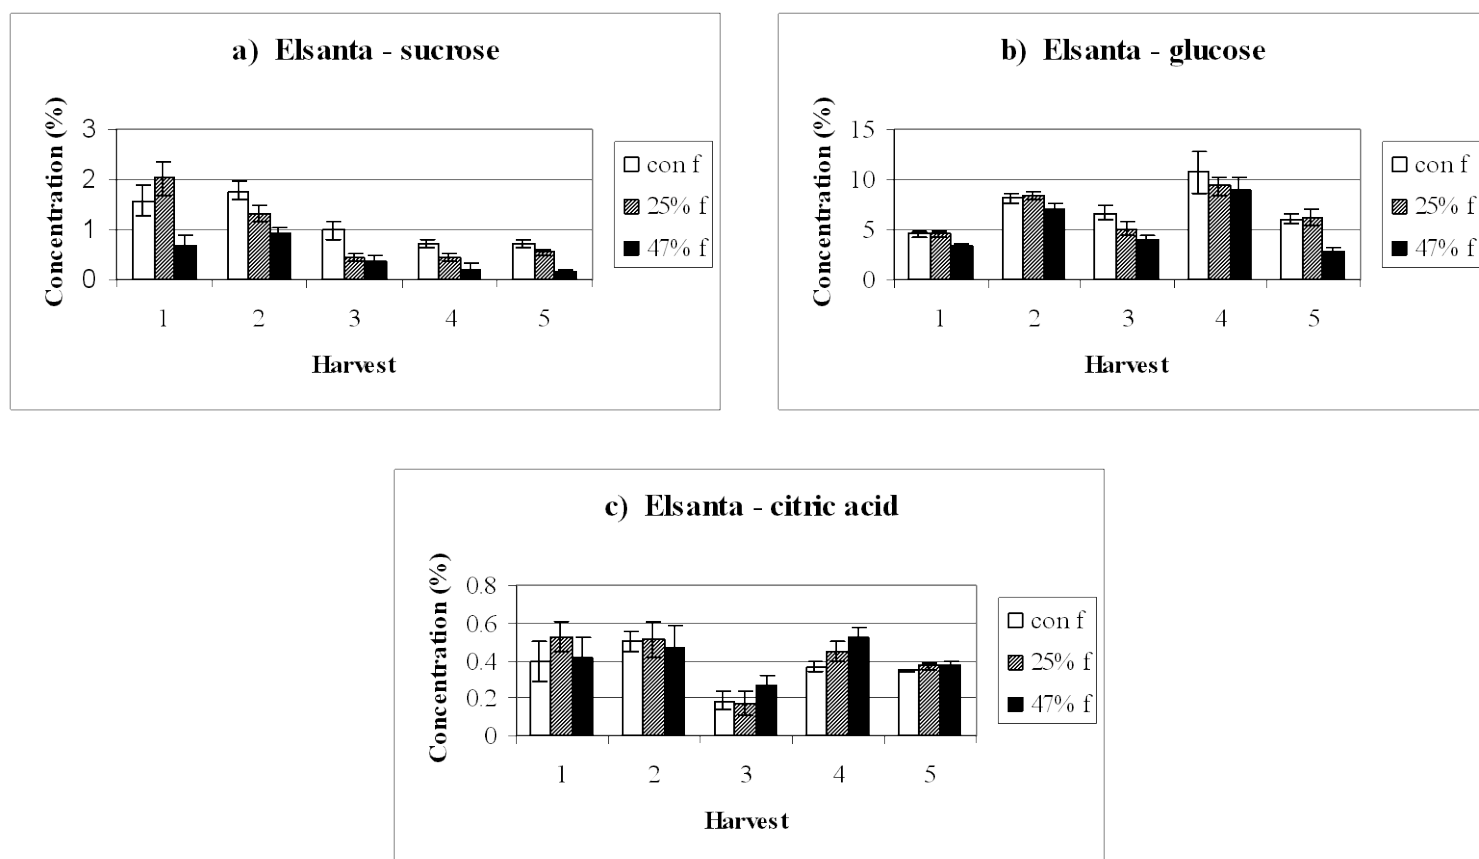 a) Elsanta - sucrose
Concentration (%)
3
2
1
0
1 2 3 4 5
Harvest
con f
25% f
47% f
b) Elsanta - glucose
Concentration (%)
15
10
5
0
1 2 3 4 5
Harvest
con f
25% f
47% f
c) Elsanta - citric acid
Concentration (%)
0.8
0.6
0.4
0.2
0
1 2 3 4 5
Harvest
con f
25% f
47% f